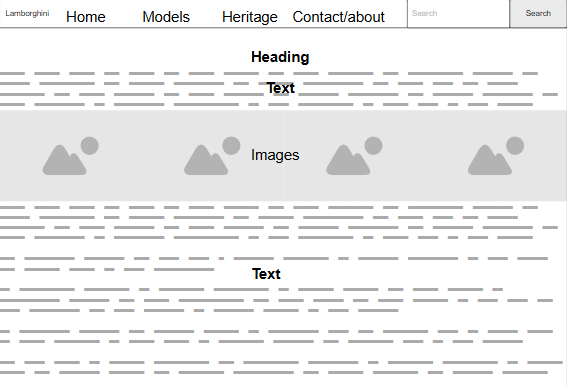 Lamborghini Home Models Heritage Contact/about Search Search
Heading
Text
Images
Text